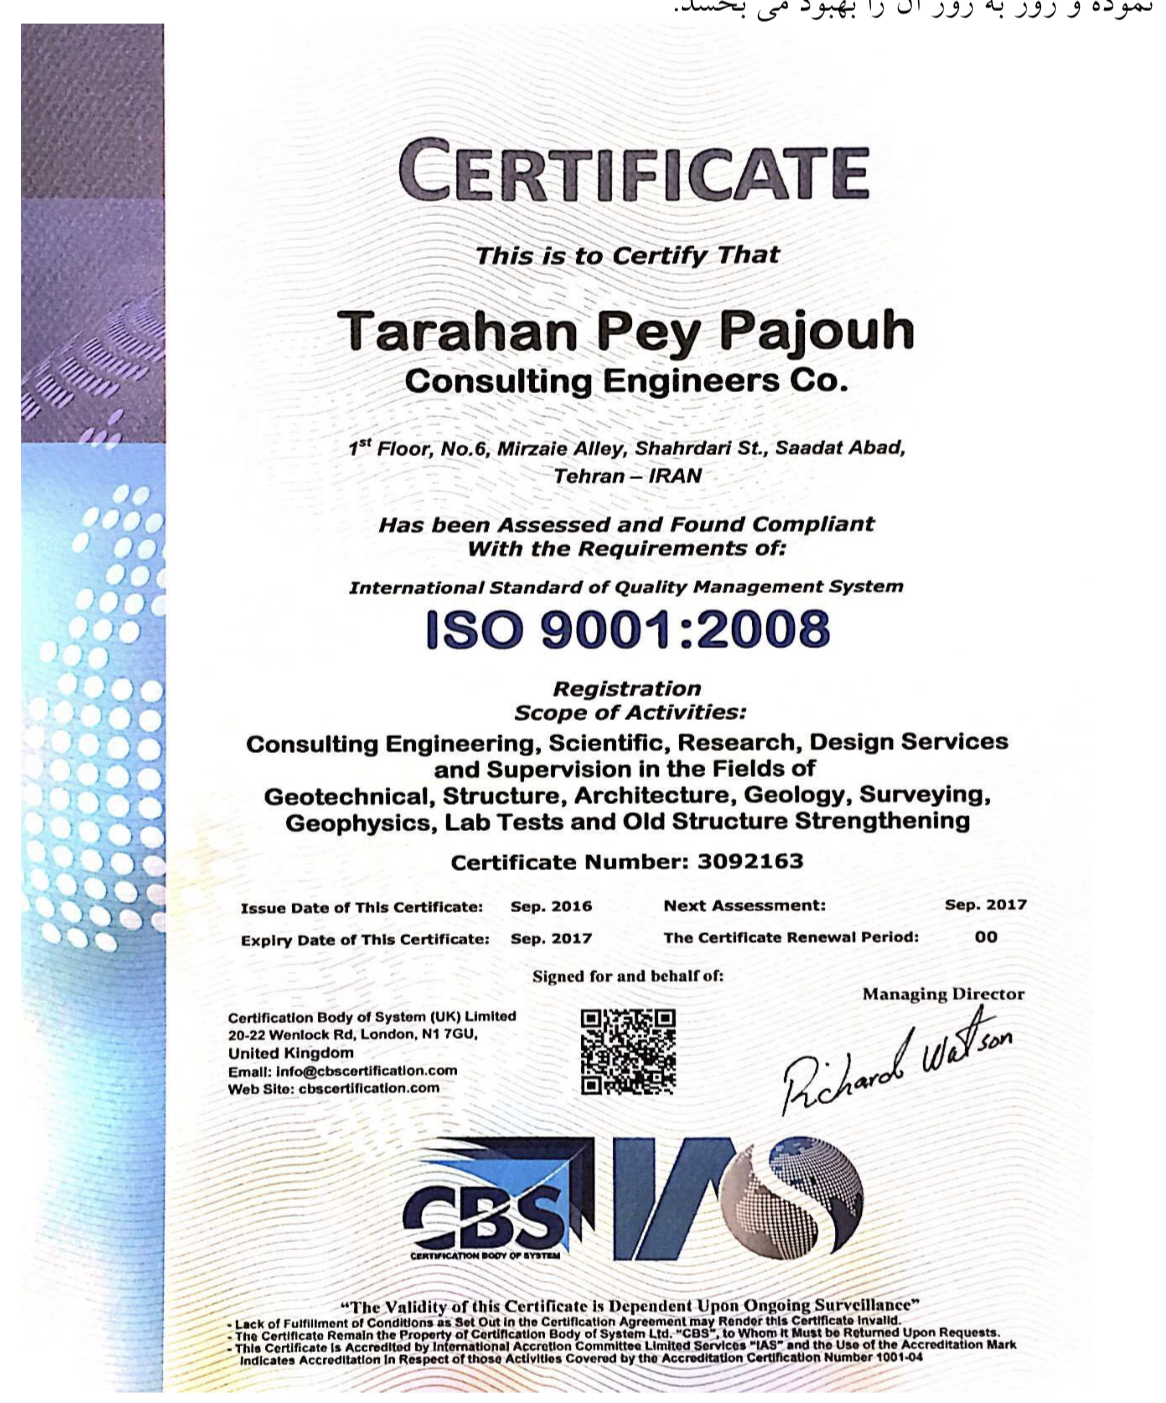 نموده و روز به روز آن را بهبود می بخشد.
CERTIFICATE
This is to Certify That
Tarahan Pey Pajouh
Consulting Engineers Co.
1st Floor, No.6, Mirzaie Alley, Shahrdari St., Saadat Abad,
Tehran – IRAN
Has been Assessed and Found Compliant
With the Requirements of:
International Standard of Quality Management System
ISO 9001:2008
Registration
Scope of Activities:
Consulting Engineering, Scientific, Research, Design Services
and Supervision in the Fields of
Geotechnical, Structure, Architecture, Geology, Surveying,
Geophysics, Lab Tests and Old Structure Strengthening
Certificate Number: 3092163
Issue Date of This Certificate: Sep. 2016 Next Assessment: Sep. 2017
Expiry Date of This Certificate: Sep. 2017 The Certificate Renewal Period: 00
Signed for and behalf of:
Managing Director
Certification Body of System (UK) Limited
20-22 Wenlock Rd, London, N1 7GU,
United Kingdom
Email: info@cbscertification.com
Web Site: cbscertification.com
Richard Watson
CBS IAS
CERTIFICATION BODY OF SYSTEM
“The Validity of this Certificate is Dependent Upon Ongoing Surveillance”
- Lack of Fulfillment of Conditions as Set Out in the Certification Agreement may Render this Certificate Invalid.
- The Certificate Remain the Property of Certification Body of System Ltd. "CBS", to Whom It Must be Returned Upon Requests.
- This Certificate is Accredited by International Accretion Committee Limited Services "IAS" and the Use of the Accreditation Mark
Indicates Accreditation in Respect of those Activities Covered by the Accreditation Certification Number 1001-04